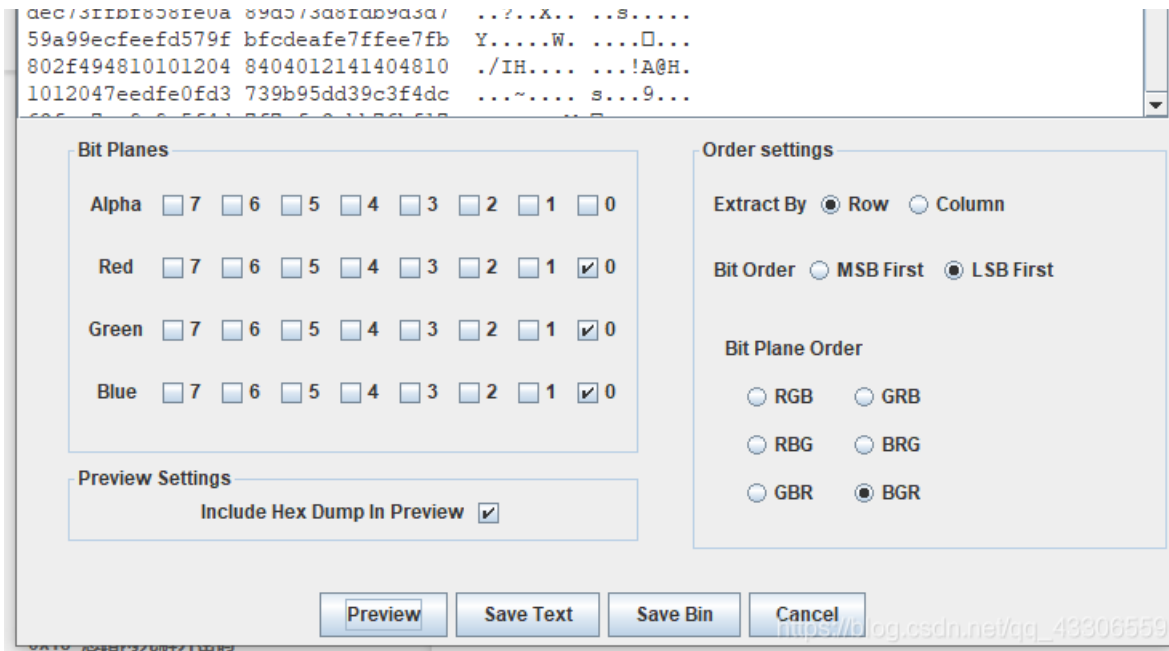 dec73ffbf858fe0a 89d573d8fdb9d3d7 ..?..X.. ..s.....
59a99ecfeefd579f bfcdeafe7ffee7fb Y.....W. ....□...
802f494810101204 8404012141404810 ./IH.... ...!A@H.
1012047eedfe0fd3 739b95dd39c3f4dc ...~.... s...9...
Bit Planes
Order settings
Alpha 7 6 5 4 3 2 1 0
Extract By Row Column
Red 7 6 5 4 3 2 1 0
Bit Order MSB First LSB First
Green 7 6 5 4 3 2 1 0
Bit Plane Order
Blue 7 6 5 4 3 2 1 0
RGB GRB
RBG BRG
Preview Settings
GBR BGR
Include Hex Dump In Preview
Preview Save Text Save Bin Cancel
https://blog.csdn.net/qq_43306559